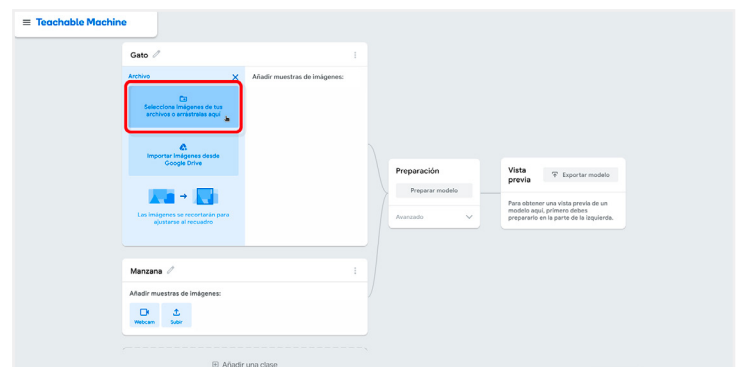 Teachable Machine
Gato
Archivo
Añadir muestras de imágenes:
Selecciona imágenes de tus
archivos o arrástralas aquí
Importar imágenes desde
Google Drive
Las imágenes se recortarán para
ajustarse al recuadro
Manzana
Añadir muestras de imágenes:
Webcam
Subir
Añadir una clase
Preparación
Preparar modelo
Avanzado
Vista
previa
Exportar modelo
Para obtener una vista previa de un
modelo aquí, primero debes
prepararlo en la parte de la izquierda.